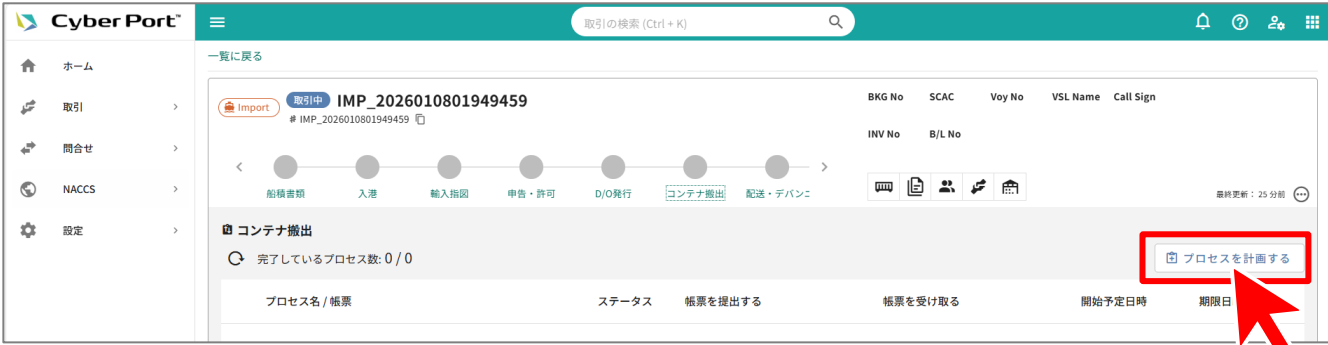 Cyber Port™
取引の検索 (Ctrl + K)
ホーム
取引
問合せ
NACCS
設定
一覧に戻る
Import
取引中
IMP_2026010801949459
# IMP_2026010801949459
BKG No SCAC Voy No VSL Name Call Sign
INV No B/L No
船積書類 入港 輸入指図 申告・許可 D/O発行 コンテナ搬出 配送・デバンニ
最終更新： 25 分前
コンテナ搬出
完了しているプロセス数: 0 / 0
プロセスを計画する
プロセス名 / 帳票 ステータス 帳票を提出する 帳票を受け取る 開始予定日時 期限日